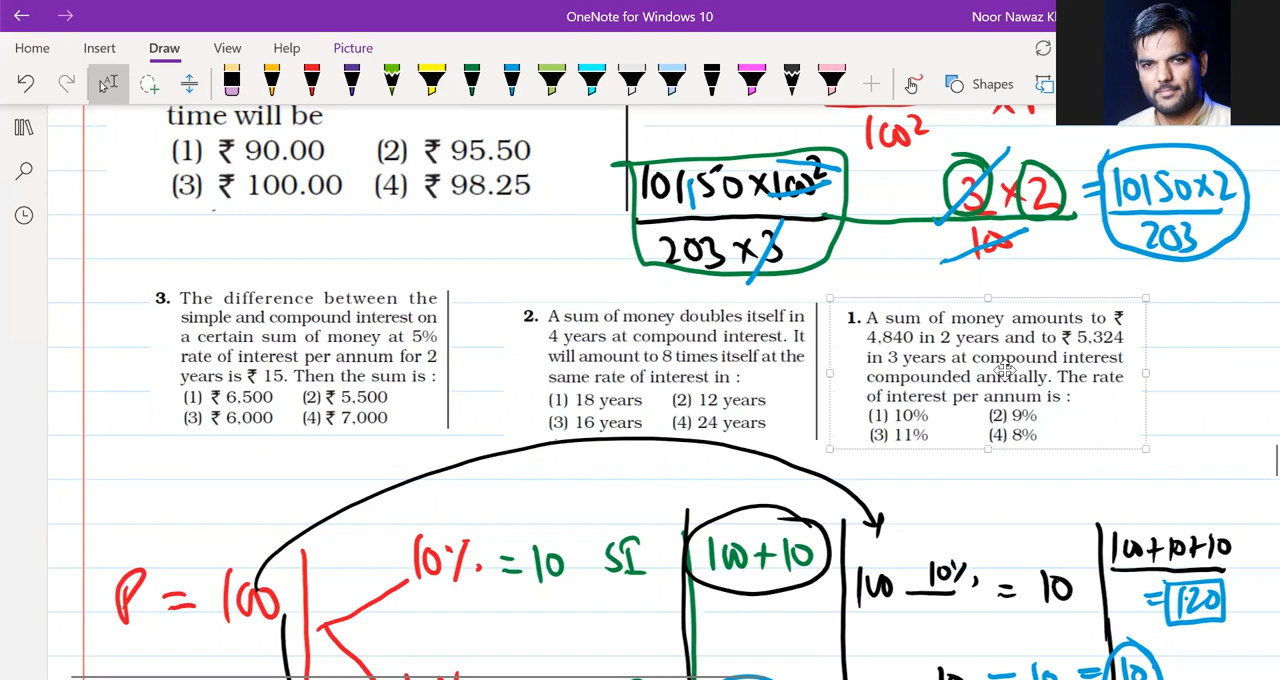 OneNote for Windows 10
Noor Nawaz Kh
Home Insert Draw View Help Picture
Shapes
time will be
(1) ₹ 90.00 (2) ₹ 95.50
(3) ₹ 100.00 (4) ₹ 98.25
100²
×1
10150×100²
203×3
3×2
100
=10150×2
203
3. The difference between the
simple and compound interest on
a certain sum of money at 5%
rate of interest per annum for 2
years is ₹ 15. Then the sum is :
(1) ₹ 6,500 (2) ₹ 5,500
(3) ₹ 6,000 (4) ₹ 7,000
2. A sum of money doubles itself in
4 years at compound interest. It
will amount to 8 times itself at the
same rate of interest in :
(1) 18 years (2) 12 years
(3) 16 years (4) 24 years
1. A sum of money amounts to ₹
4,840 in 2 years and to ₹ 5,324
in 3 years at compound interest
compounded annually. The rate
of interest per annum is :
(1) 10% (2) 9%
(3) 11% (4) 8%
P = 100
10% = 10 SI
100+10
100 10% = 10
100+10+10
=120
10 = 10 = 10